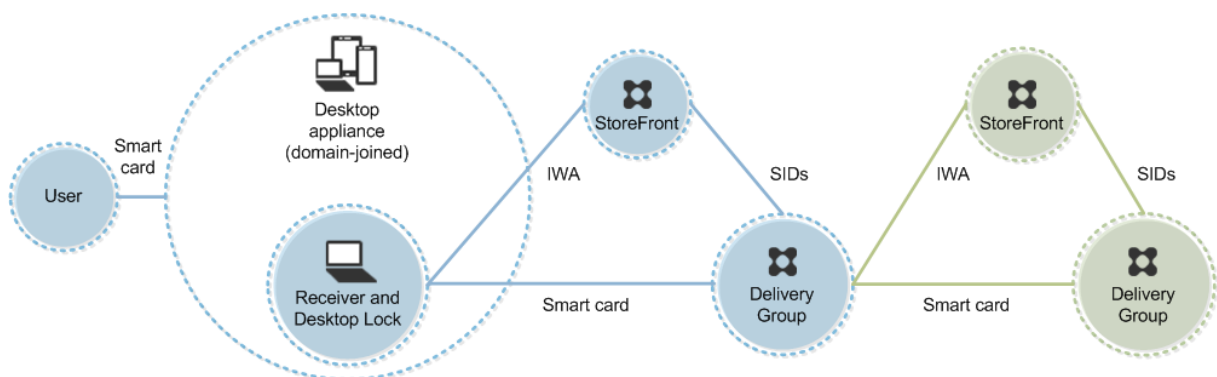 User
Smart
card
Desktop
appliance
(domain-joined)
Receiver and
Desktop Lock
IWA
StoreFront
SIDs
Smart card
Delivery
Group
IWA
StoreFront
SIDs
Smart card
Delivery
Group